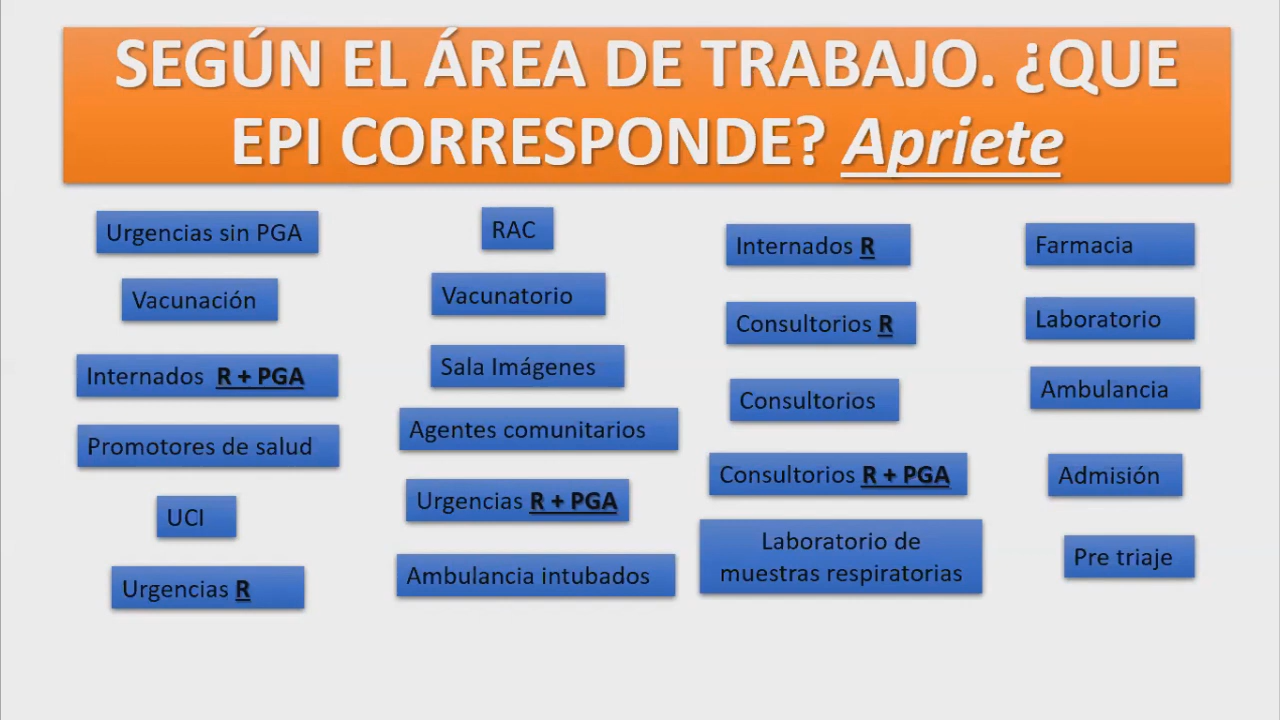 SEGÚN EL ÁREA DE TRABAJO. ¿QUE
EPI CORRESPONDE? Apriete
Urgencias sin PGA
Vacunación
Internados R + PGA
Promotores de salud
UCI
Urgencias R
RAC
Vacunatorio
Sala Imágenes
Agentes comunitarios
Urgencias R + PGA
Ambulancia intubados
Internados R
Consultorios R
Consultorios
Consultorios R + PGA
Laboratorio de
muestras respiratorias
Farmacia
Laboratorio
Ambulancia
Admisión
Pre triaje